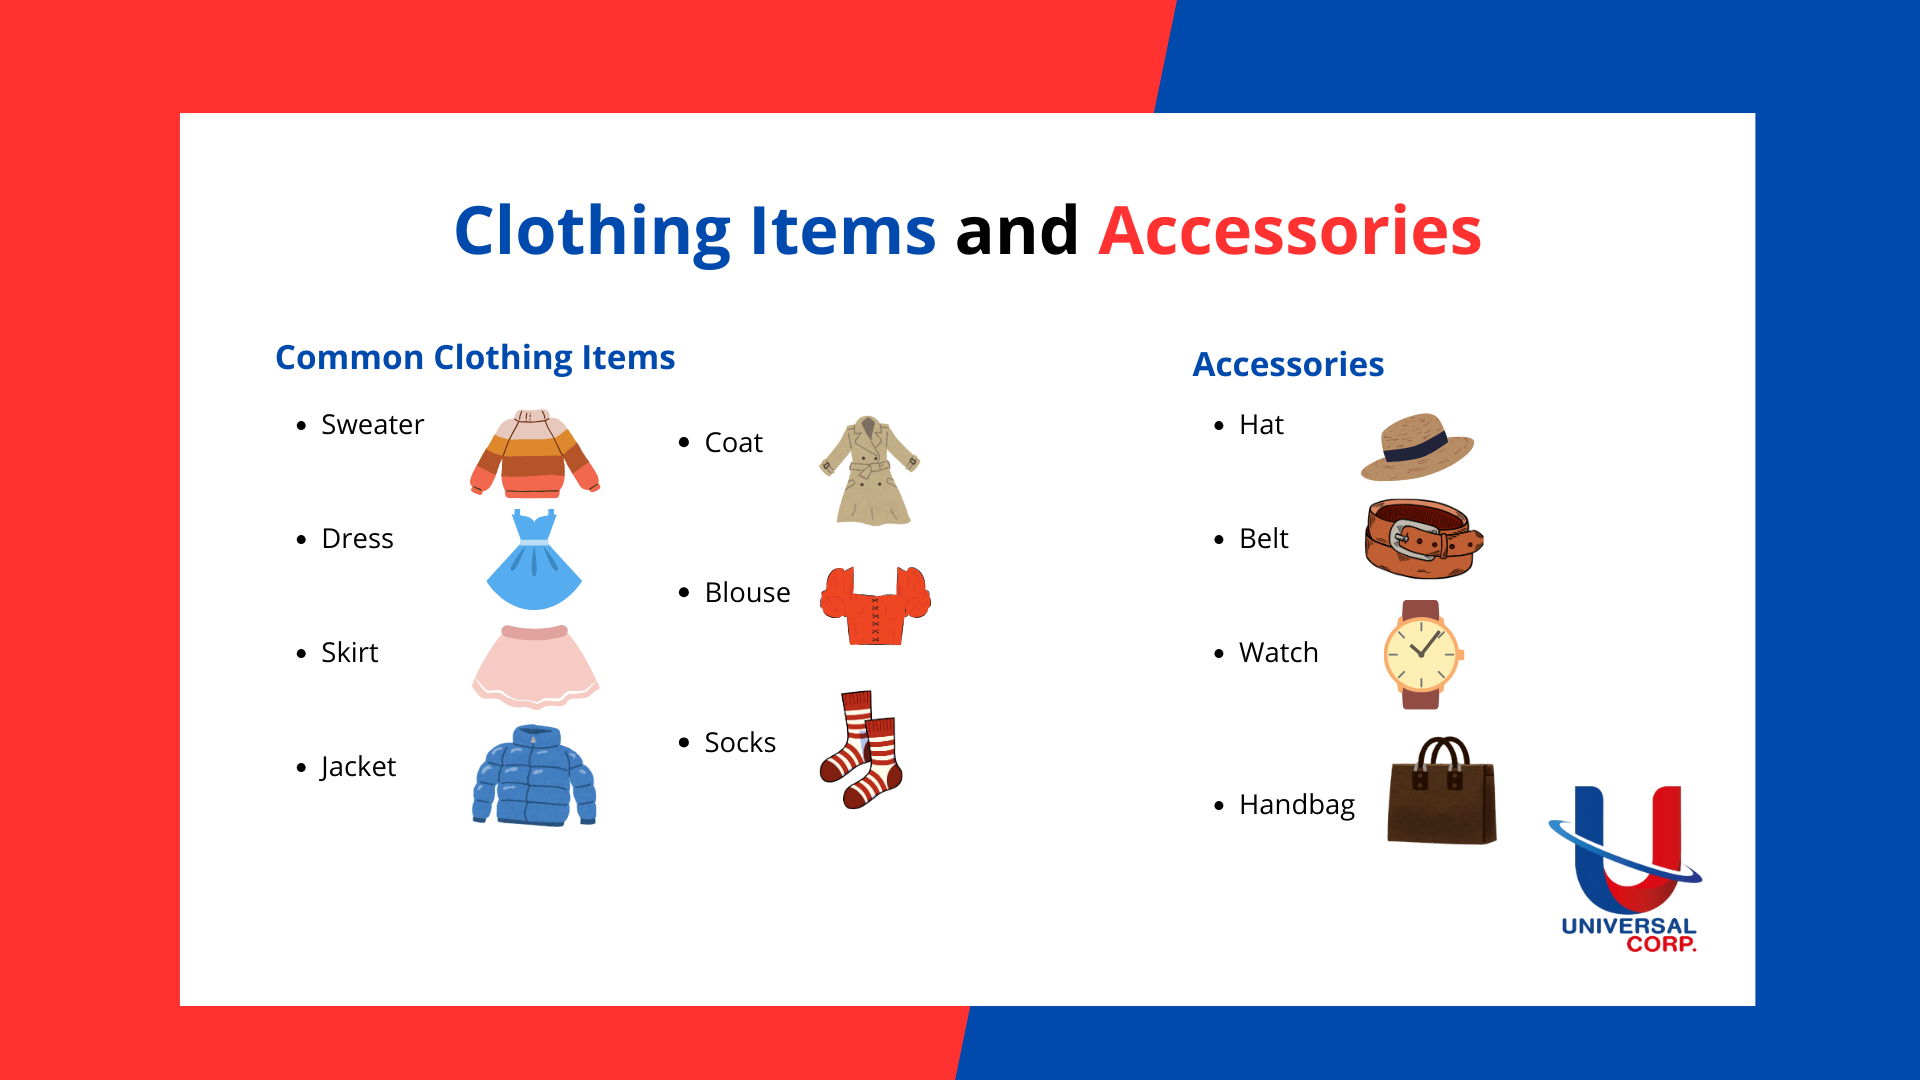 Clothing Items and Accessories
Common Clothing Items
Sweater
Dress
Skirt
Jacket
Coat
Blouse
Socks
Accessories
Hat
Belt
Watch
Handbag
UNIVERSAL
CORP.